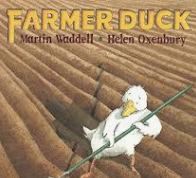 FARMER DUCK
Martin Waddell • Helen Oxenbury